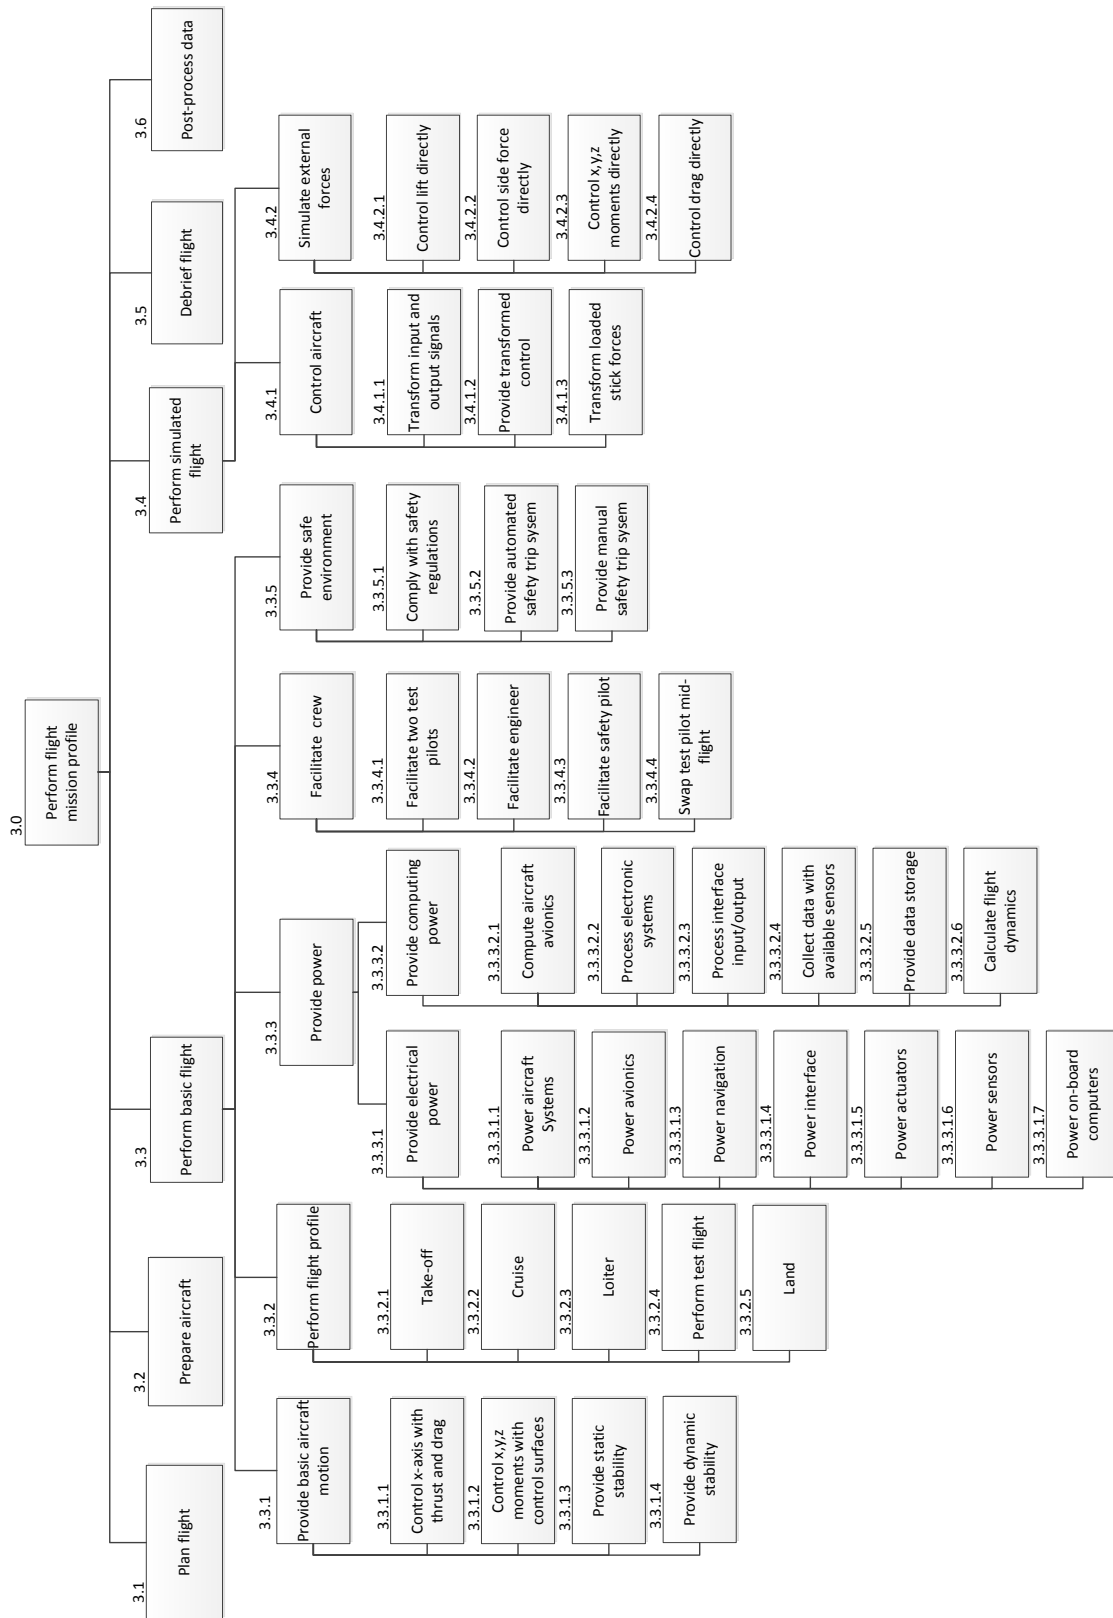 3.0
Perform flight
mission profile
3.1
Plan flight
3.2
Prepare aircraft
3.3
Perform basic flight
3.4
Perform simulated
flight
3.5
Debrief flight
3.6
Post-process data
3.3.1
Provide basic aircraft
motion
3.3.1.1
Control x-axis with
thrust and drag
3.3.1.2
Control x,y,z
moments with
control surfaces
3.3.1.3
Provide static
stability
3.3.1.4
Provide dynamic
stability
3.3.2
Perform flight profile
3.3.2.1
Take-off
3.3.2.2
Cruise
3.3.2.3
Loiter
3.3.2.4
Perform test flight
3.3.2.5
Land
3.3.3
Provide power
3.3.3.1
Provide electrical
power
3.3.3.1.1
Power aircraft
Systems
3.3.3.1.2
Power avionics
3.3.3.1.3
Power navigation
3.3.3.1.4
Power interface
3.3.3.1.5
Power actuators
3.3.3.1.6
Power sensors
3.3.3.1.7
Power on-board
computers
3.3.3.2
Provide computing
power
3.3.3.2.1
Compute aircraft
avionics
3.3.3.2.2
Process electronic
systems
3.3.3.2.3
Process interface
input/output
3.3.3.2.4
Collect data with
available sensors
3.3.3.2.5
Provide data storage
3.3.3.2.6
Calculate flight
dynamics
3.3.4
Facilitate crew
3.3.4.1
Facilitate two test
pilots
3.3.4.2
Facilitate engineer
3.3.4.3
Facilitate safety pilot
3.3.4.4
Swap test pilot mid-
flight
3.3.5
Provide safe
environment
3.3.5.1
Comply with safety
regulations
3.3.5.2
Provide automated
safety trip sysem
3.3.5.3
Provide manual
safety trip sysem
3.4.1
Control aircraft
3.4.1.1
Transform input and
output signals
3.4.1.2
Provide transformed
control
3.4.1.3
Transform loaded
stick forces
3.4.2
Simulate external
forces
3.4.2.1
Control lift directly
3.4.2.2
Control side force
directly
3.4.2.3
Control x,y,z
moments directly
3.4.2.4
Control drag directly